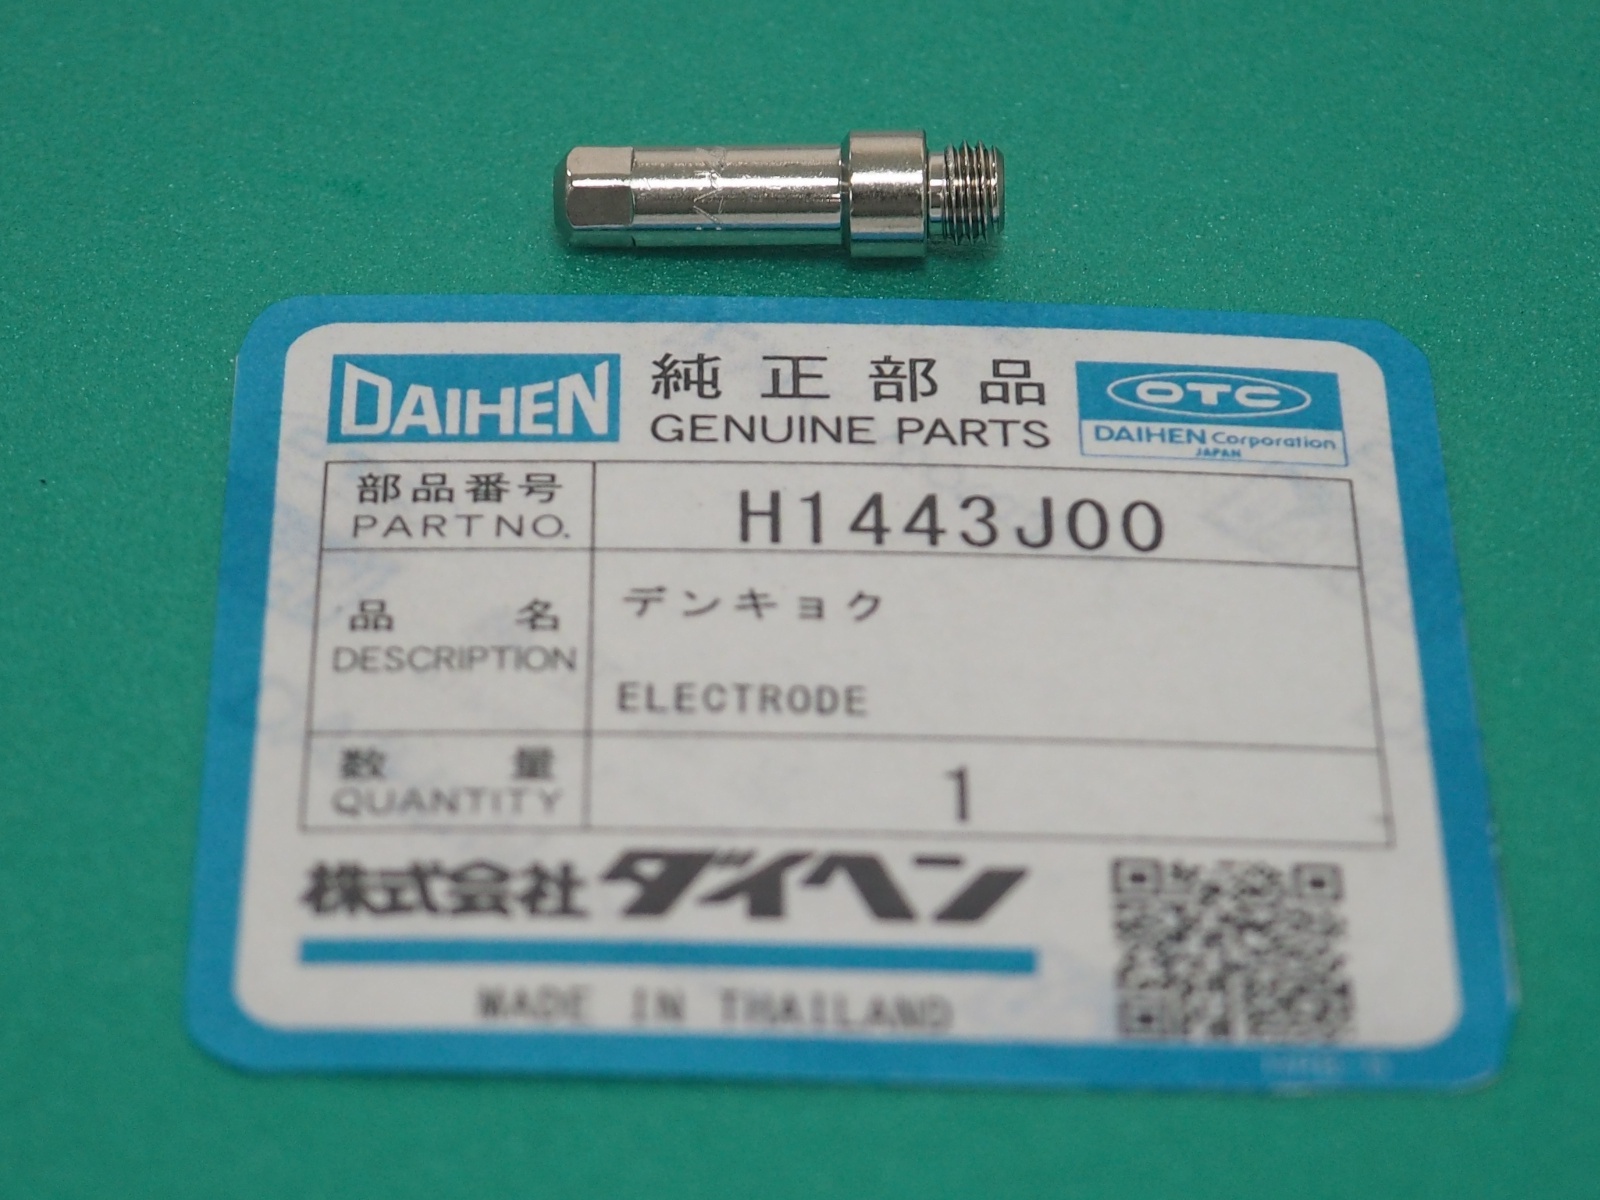 DAIHEN
純正部品
GENUINE PARTS
OTC
DAIHEN Corporation
JAPAN
部品番号
PART NO.
H1443J00
品名
DESCRIPTION
デンキョク
ELECTRODE
数量
QUANTITY
1
株式会社ダイヘン
MADE IN THAILAND